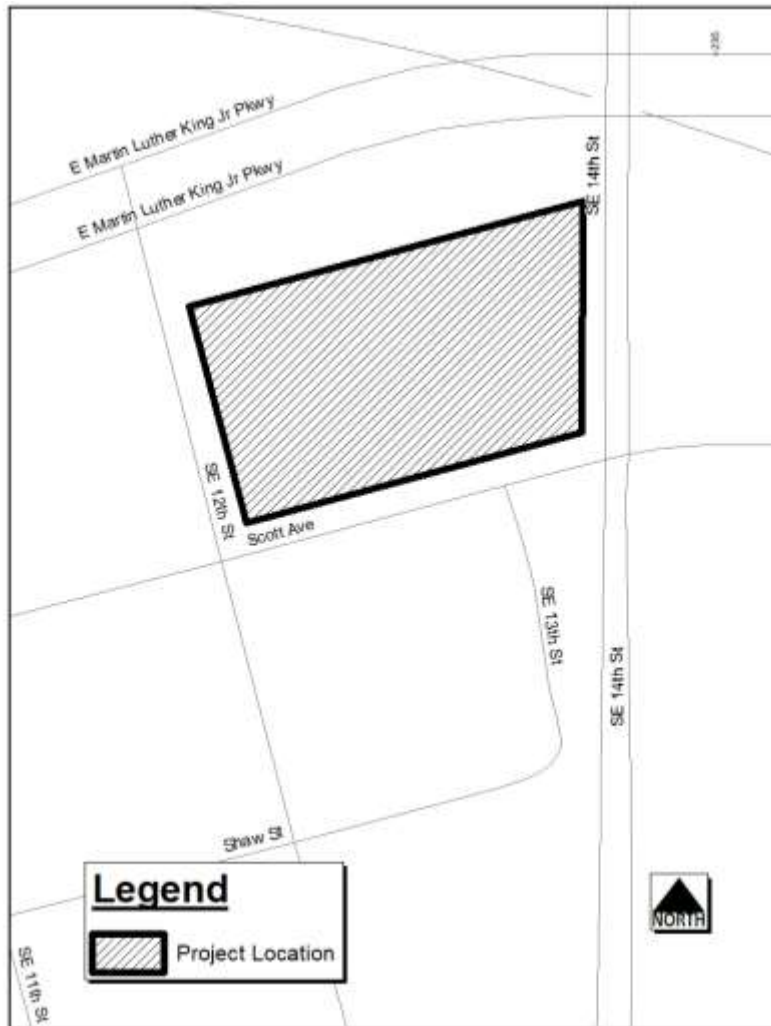 E Martin Luther King Jr Pkwy
E Martin Luther King Jr Pkwy
SE 14th St
SE 12th St
Scott Ave
SE 13th St
SE 14th St
Shaw St
Legend
Project Location
NORTH
SE 11th St